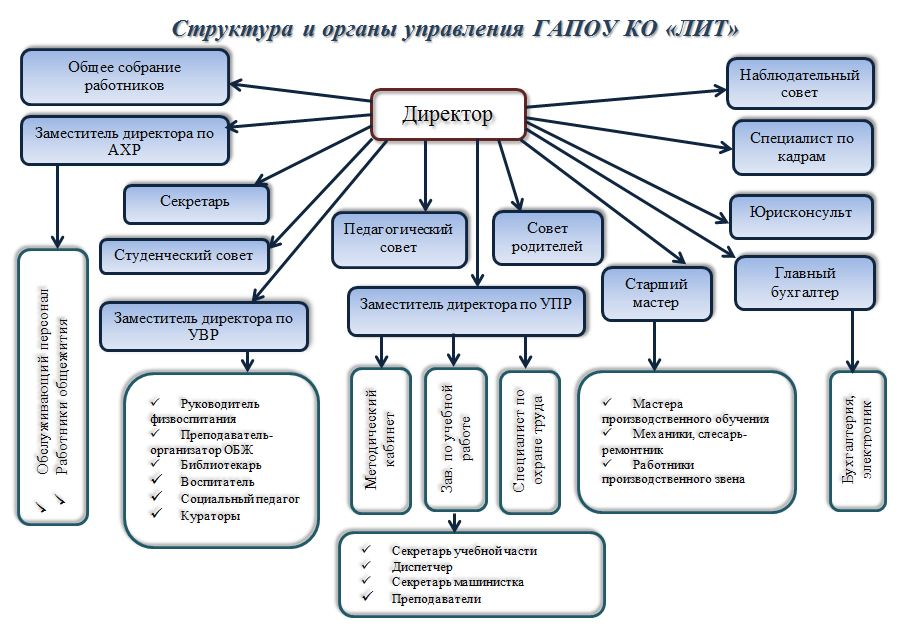 Структура и органы управления ГАПОУ КО «ЛИТ»
Общее собрание
работников
Директор
Наблюдательный
совет
Заместитель директора по
АХР
Специалист по
кадрам
Секретарь
Юрисконсульт
Педагогический
совет
Совет
родителей
Студенческий совет
Главный
бухгалтер
Старший
мастер
Заместитель директора по УПР
Заместитель директора по
УВР
Обслуживающий персонал
Работники общежития
Руководитель
физвоспитания
Преподаватель-
организатор ОБЖ
Библиотекарь
Воспитатель
Социальный педагог
Кураторы
Методический
кабинет
Зав. по учебной
работе
Специалист по
охране труда
Мастера
производственного обучения
Механики, слесарь-
ремонтник
Работники
производственного звена
Бухгалтерия,
электроник
Секретарь учебной части
Диспетчер
Секретарь машинистка
Преподаватели